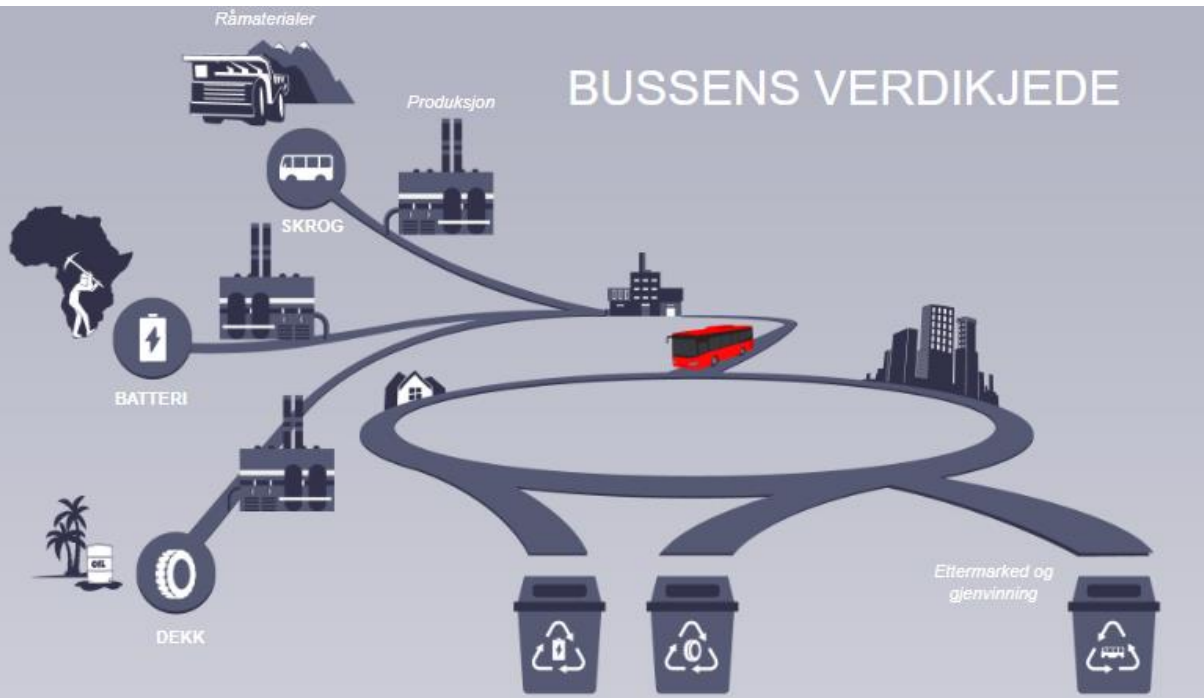 Råmaterialer
BUSSENS VERDIKJEDE
Produksjon
SKROG
BATTERI
OIL
DEKK
Ettermarked og
gjenvinning